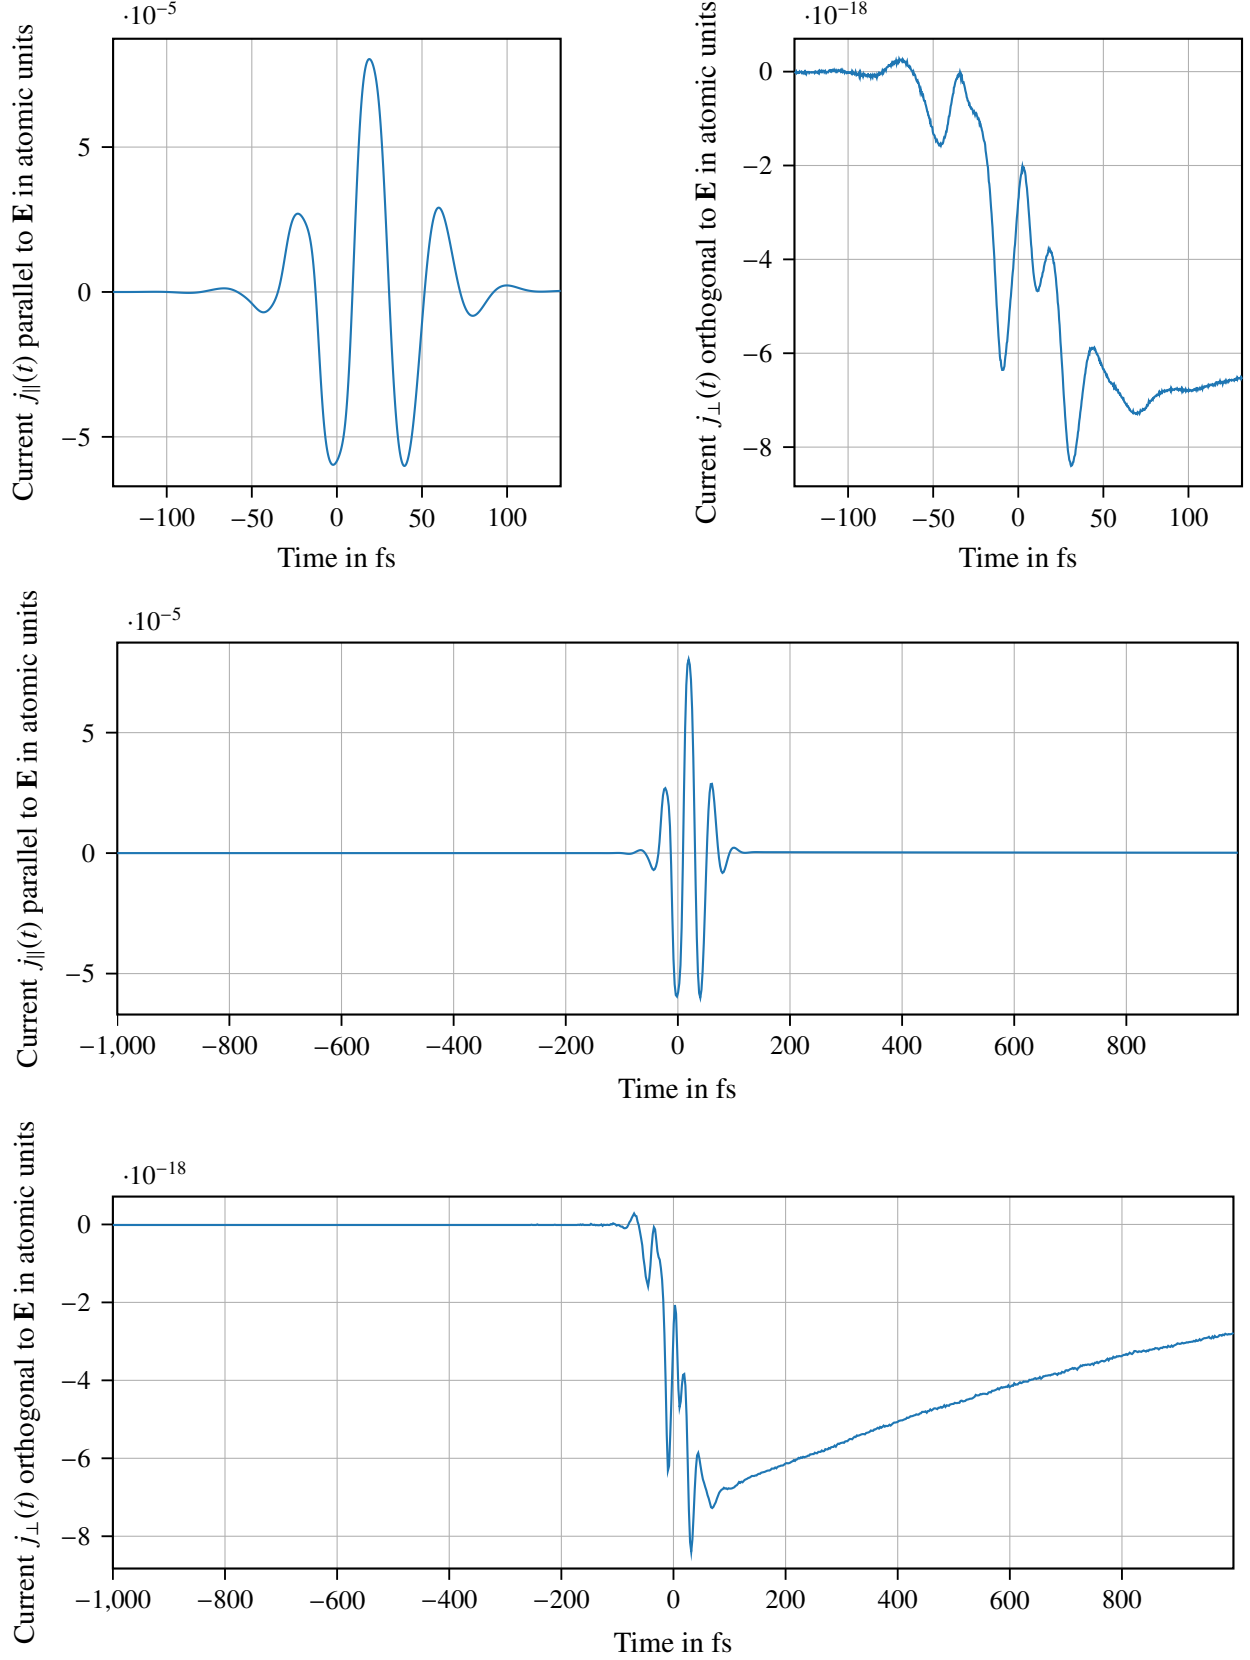 ·10⁻⁵
Current j∥(t) parallel to E in atomic units
5
0
−5
−100 −50 0 50 100
Time in fs
·10⁻¹⁸
Current j⊥(t) orthogonal to E in atomic units
0
−2
−4
−6
−8
−100 −50 0 50 100
Time in fs
·10⁻⁵
Current j∥(t) parallel to E in atomic units
5
0
−5
−1,000 −800 −600 −400 −200 0 200 400 600 800
Time in fs
·10⁻¹⁸
Current j⊥(t) orthogonal to E in atomic units
0
−2
−4
−6
−8
−1,000 −800 −600 −400 −200 0 200 400 600 800
Time in fs